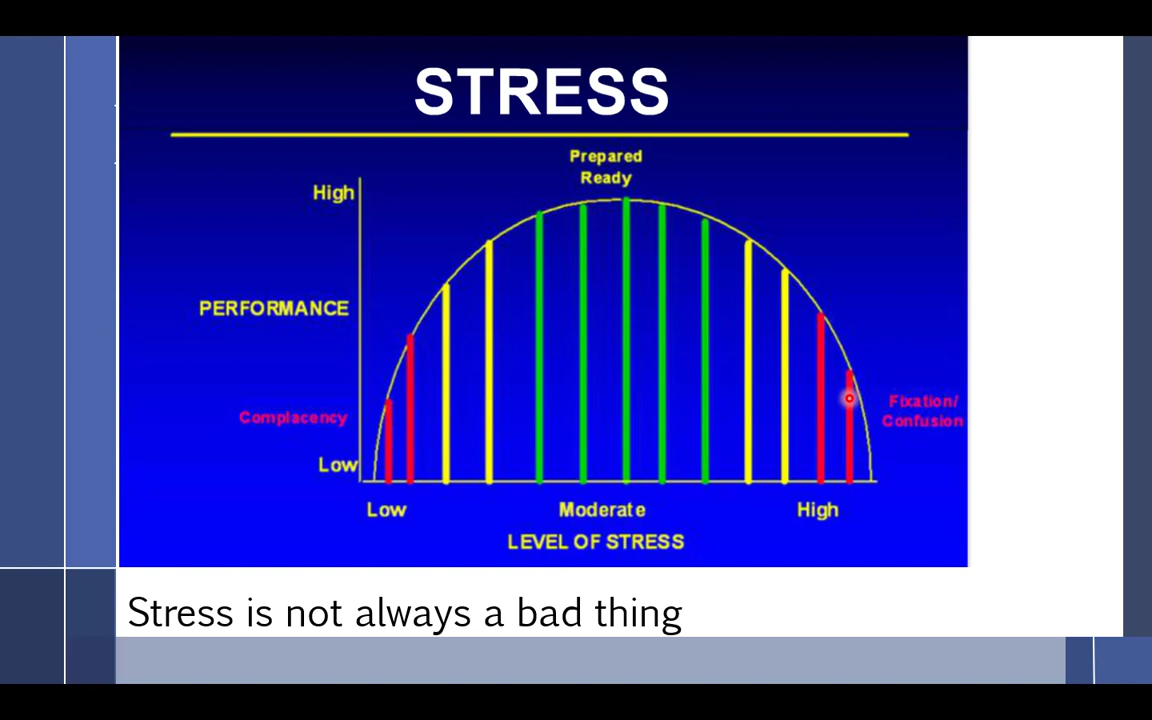 STRESS
Prepared
Ready
High
PERFORMANCE
Complacency
Fixation/
Confusion
Low
Low
Moderate
High
LEVEL OF STRESS
Stress is not always a bad thing